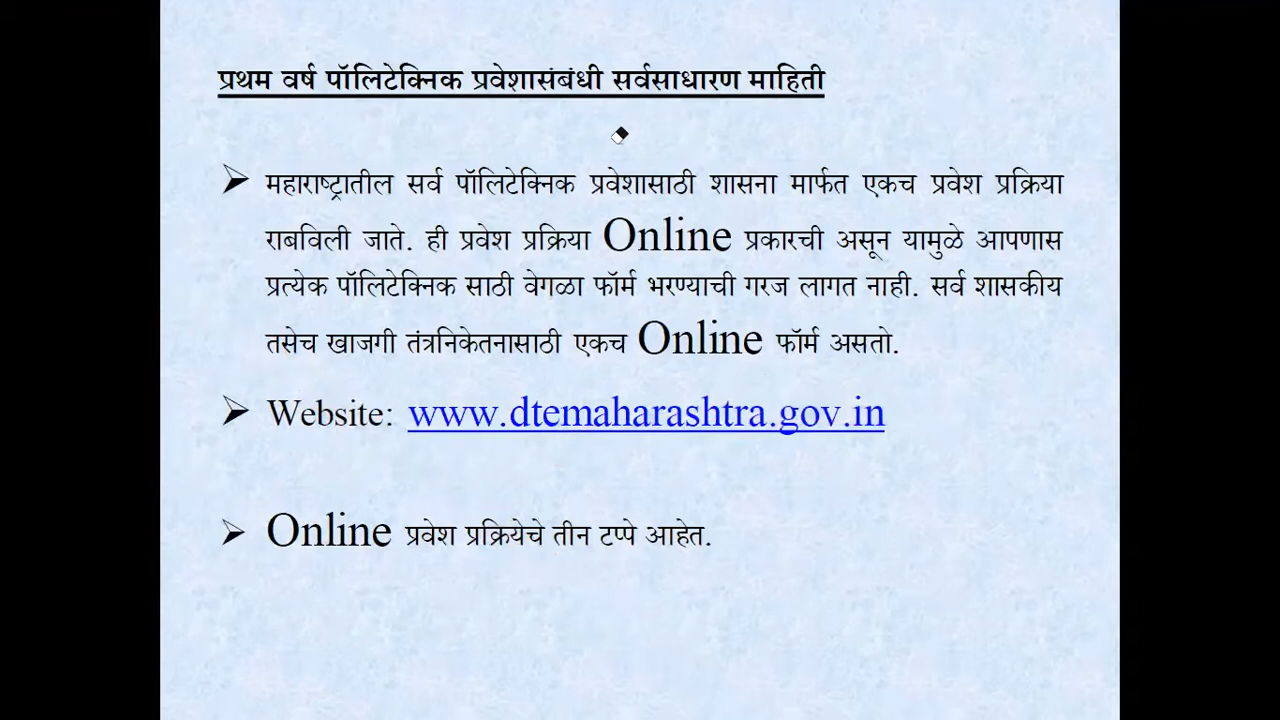 प्रथम वर्ष पॉलिटेक्निक प्रवेशासंबंधी सर्वसाधारण माहिती
महाराष्ट्रातील सर्व पॉलिटेक्निक प्रवेशासाठी शासना मार्फत एकच प्रवेश प्रक्रिया
राबविली जाते. ही प्रवेश प्रक्रिया Online प्रकारची असून यामुळे आपणास
प्रत्येक पॉलिटेक्निक साठी वेगळा फॉर्म भरण्याची गरज लागत नाही. सर्व शासकीय
तसेच खाजगी तंत्रनिकेतनासाठी एकच Online फॉर्म असतो.
Website: www.dtemaharashtra.gov.in
Online प्रवेश प्रक्रियेचे तीन टप्पे आहेत.